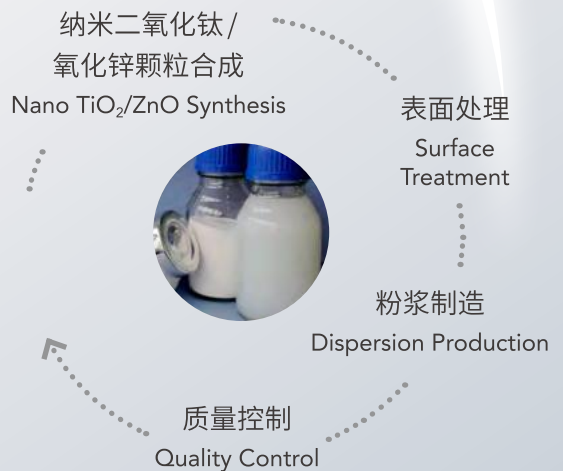 纳米二氧化钛/
氧化锌颗粒合成
Nano TiO₂/ZnO Synthesis
表面处理
Surface
Treatment
粉浆制造
Dispersion Production
质量控制
Quality Control